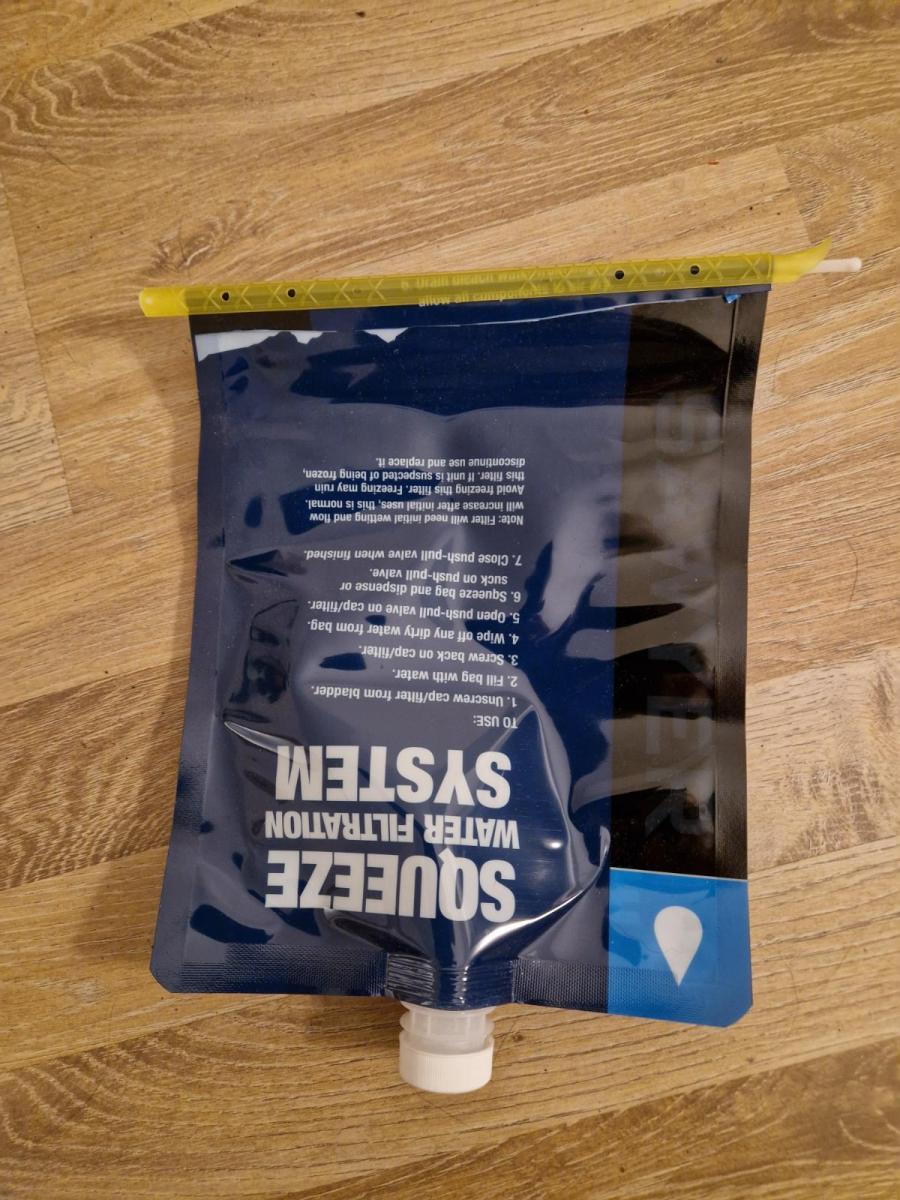 SAWYER
SQUEEZE
WATER FILTRATION
SYSTEM
TO USE:
1. Unscrew cap/filter from bladder.
2. Fill bag with water.
3. Screw back on cap/filter.
4. Wipe off any dirty water from bag.
5. Open push-pull valve on cap/filter.
6. Squeeze bag and dispense or
suck on push-pull valve.
7. Close push-pull valve when finished.
Note: Filter will need initial wetting and flow
will increase after initial uses, this is normal.
Avoid freezing this filter. Freezing may ruin
this filter. If unit is suspected of being frozen,
discontinue use and replace it.
6. Drain bleach
allow all components